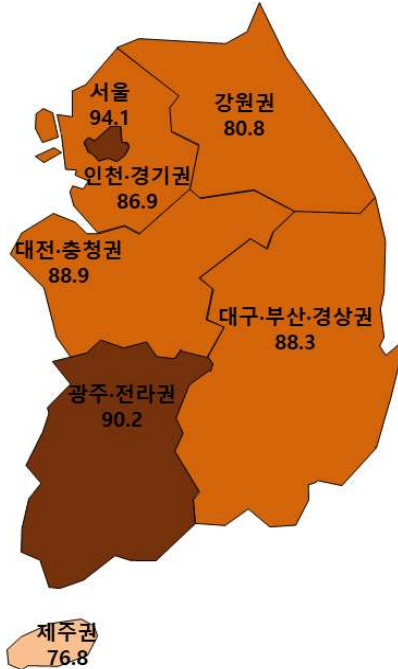 서울
94.1
강원권
80.8
인천·경기권
86.9
대전·충청권
88.9
대구·부산·경상권
88.3
광주·전라권
90.2
제주권
76.8